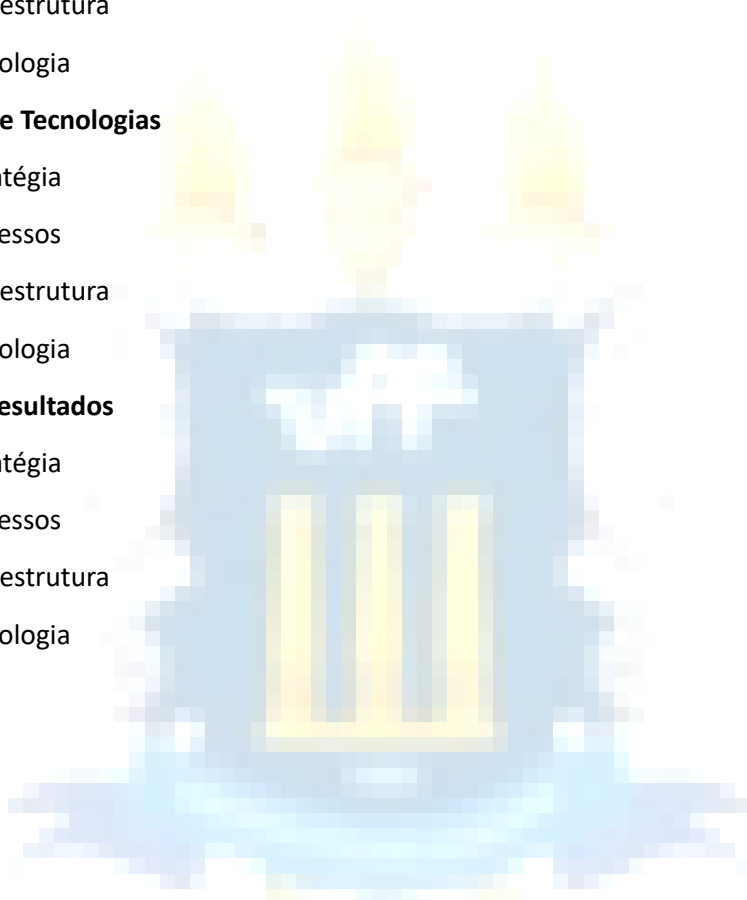 estrutura
ologia
e Tecnologias
tégia
essos
estrutura
ologia
esultados
tégia
essos
estrutura
ologia